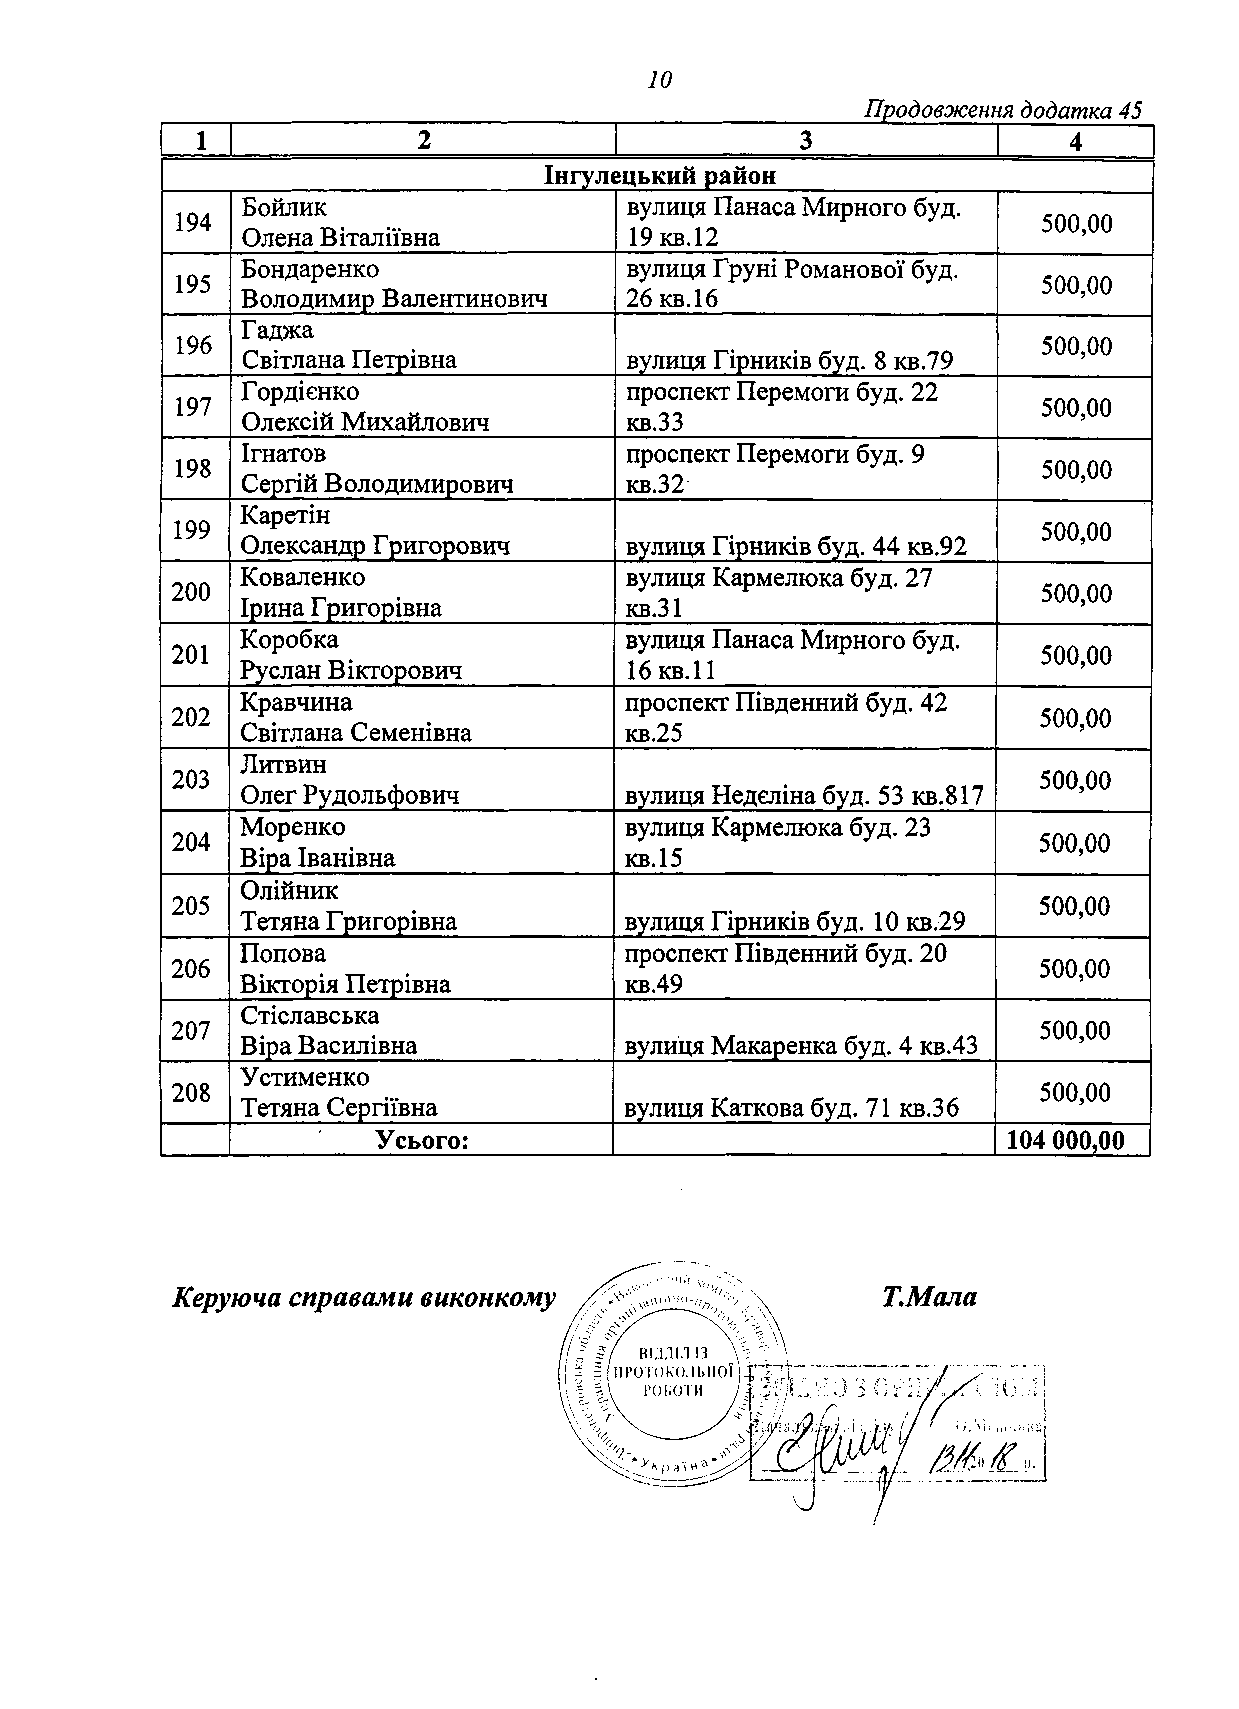 10
Продовження додатка 45
1 2 3 4
Інгулецький район
194 Бойлик Олена Віталіївна вулиця Панаса Мирного буд. 19 кв.12 500,00
195 Бондаренко Володимир Валентинович вулиця Груні Романової буд. 26 кв.16 500,00
196 Гаджа Світлана Петрівна вулиця Гірників буд. 8 кв.79 500,00
197 Гордієнко Олексій Михайлович проспект Перемоги буд. 22 кв.33 500,00
198 Ігнатов Сергій Володимирович проспект Перемоги буд. 9 кв.32 500,00
199 Каретін Олександр Григорович вулиця Гірників буд. 44 кв.92 500,00
200 Коваленко Ірина Григорівна вулиця Кармелюка буд. 27 кв.31 500,00
201 Коробка Руслан Вікторович вулиця Панаса Мирного буд. 16 кв.11 500,00
202 Кравчина Світлана Семенівна проспект Південний буд. 42 кв.25 500,00
203 Литвин Олег Рудольфович вулиця Недєліна буд. 53 кв.817 500,00
204 Моренко Віра Іванівна вулиця Кармелюка буд. 23 кв.15 500,00
205 Олійник Тетяна Григорівна вулиця Гірників буд. 10 кв.29 500,00
206 Попова Вікторія Петрівна проспект Південний буд. 20 кв.49 500,00
207 Стіславська Віра Василівна вулиця Макаренка буд. 4 кв.43 500,00
208 Устименко Тетяна Сергіївна вулиця Каткова буд. 71 кв.36 500,00
Усього: 104 000,00
Керуюча справами виконкому Т.Мала
ВІДДІЛ ІЗ
ПРОТОКОЛЬНОЇ
РОБОТИ
Україна
20 18 р.